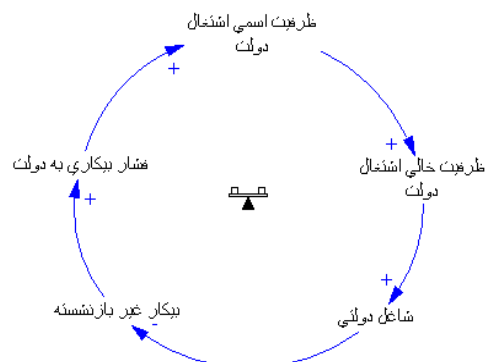 ظرفیت اسمی اشتغال
دولت
+
+
فشار بیکاری به دولت
ظرفیت خالی اشتغال
دولت
+
+
بیکار غیر بازنشسته
-
شاغل دولتی